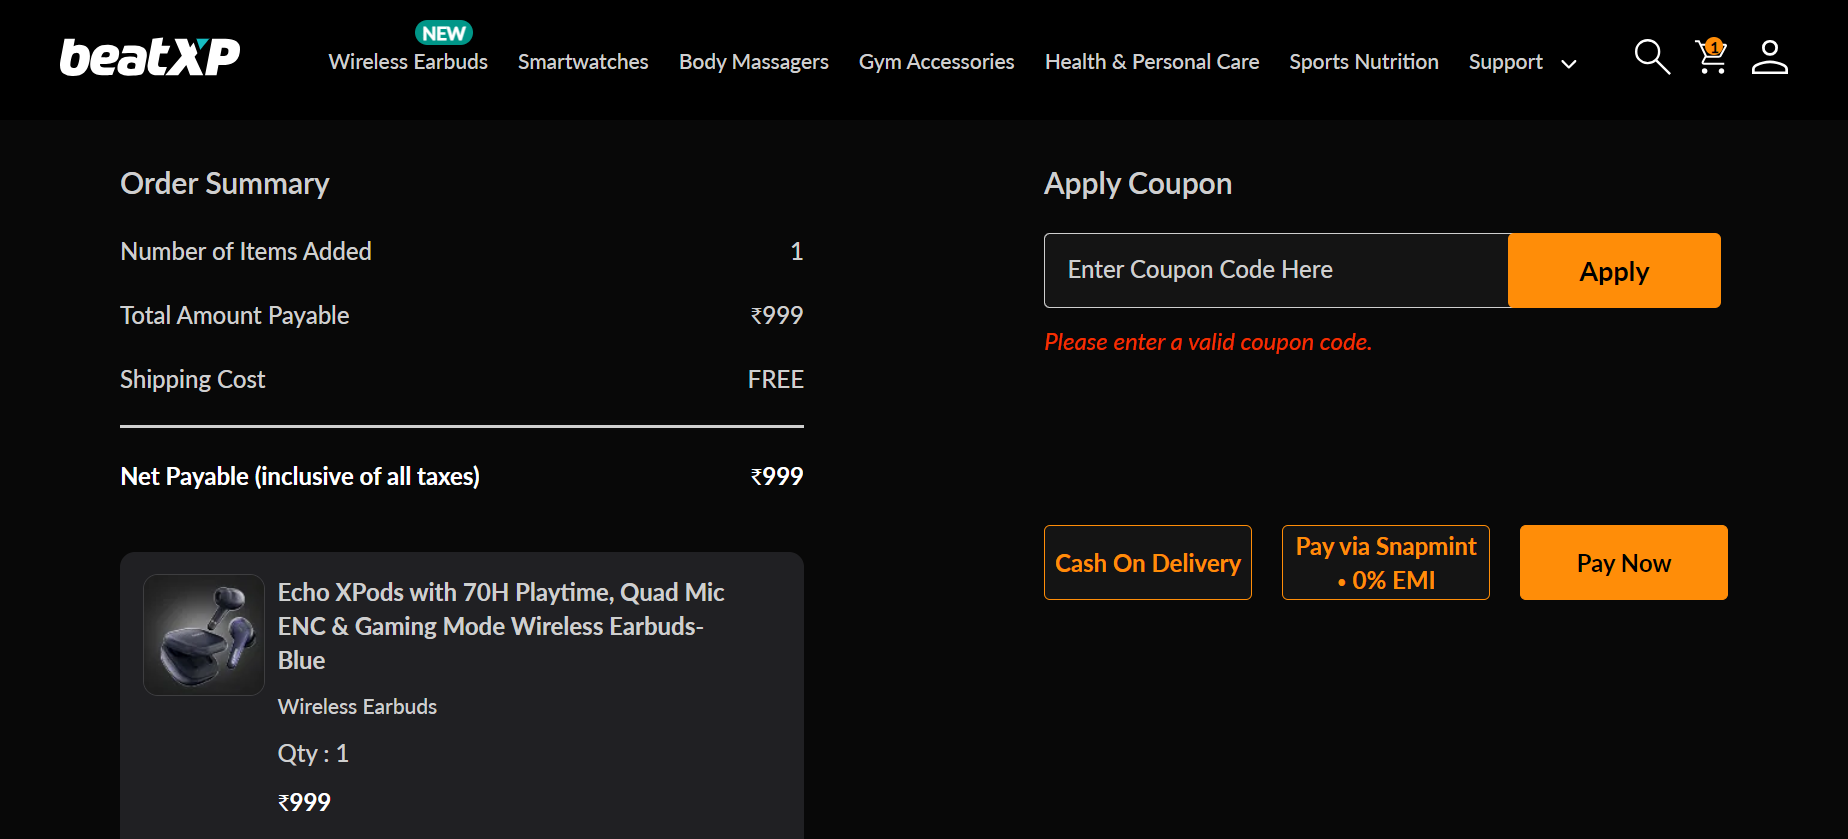 beatXP
NEW
Wireless Earbuds
Smartwatches
Body Massagers
Gym Accessories
Health & Personal Care
Sports Nutrition
Support
1
Order Summary
Number of Items Added 1
Total Amount Payable ₹999
Shipping Cost FREE
Net Payable (inclusive of all taxes) ₹999
Echo XPods with 70H Playtime, Quad Mic
ENC & Gaming Mode Wireless Earbuds-
Blue
Wireless Earbuds
Qty : 1
₹999
Apply Coupon
Enter Coupon Code Here
Apply
Please enter a valid coupon code.
Cash On Delivery
Pay via Snapmint
• 0% EMI
Pay Now